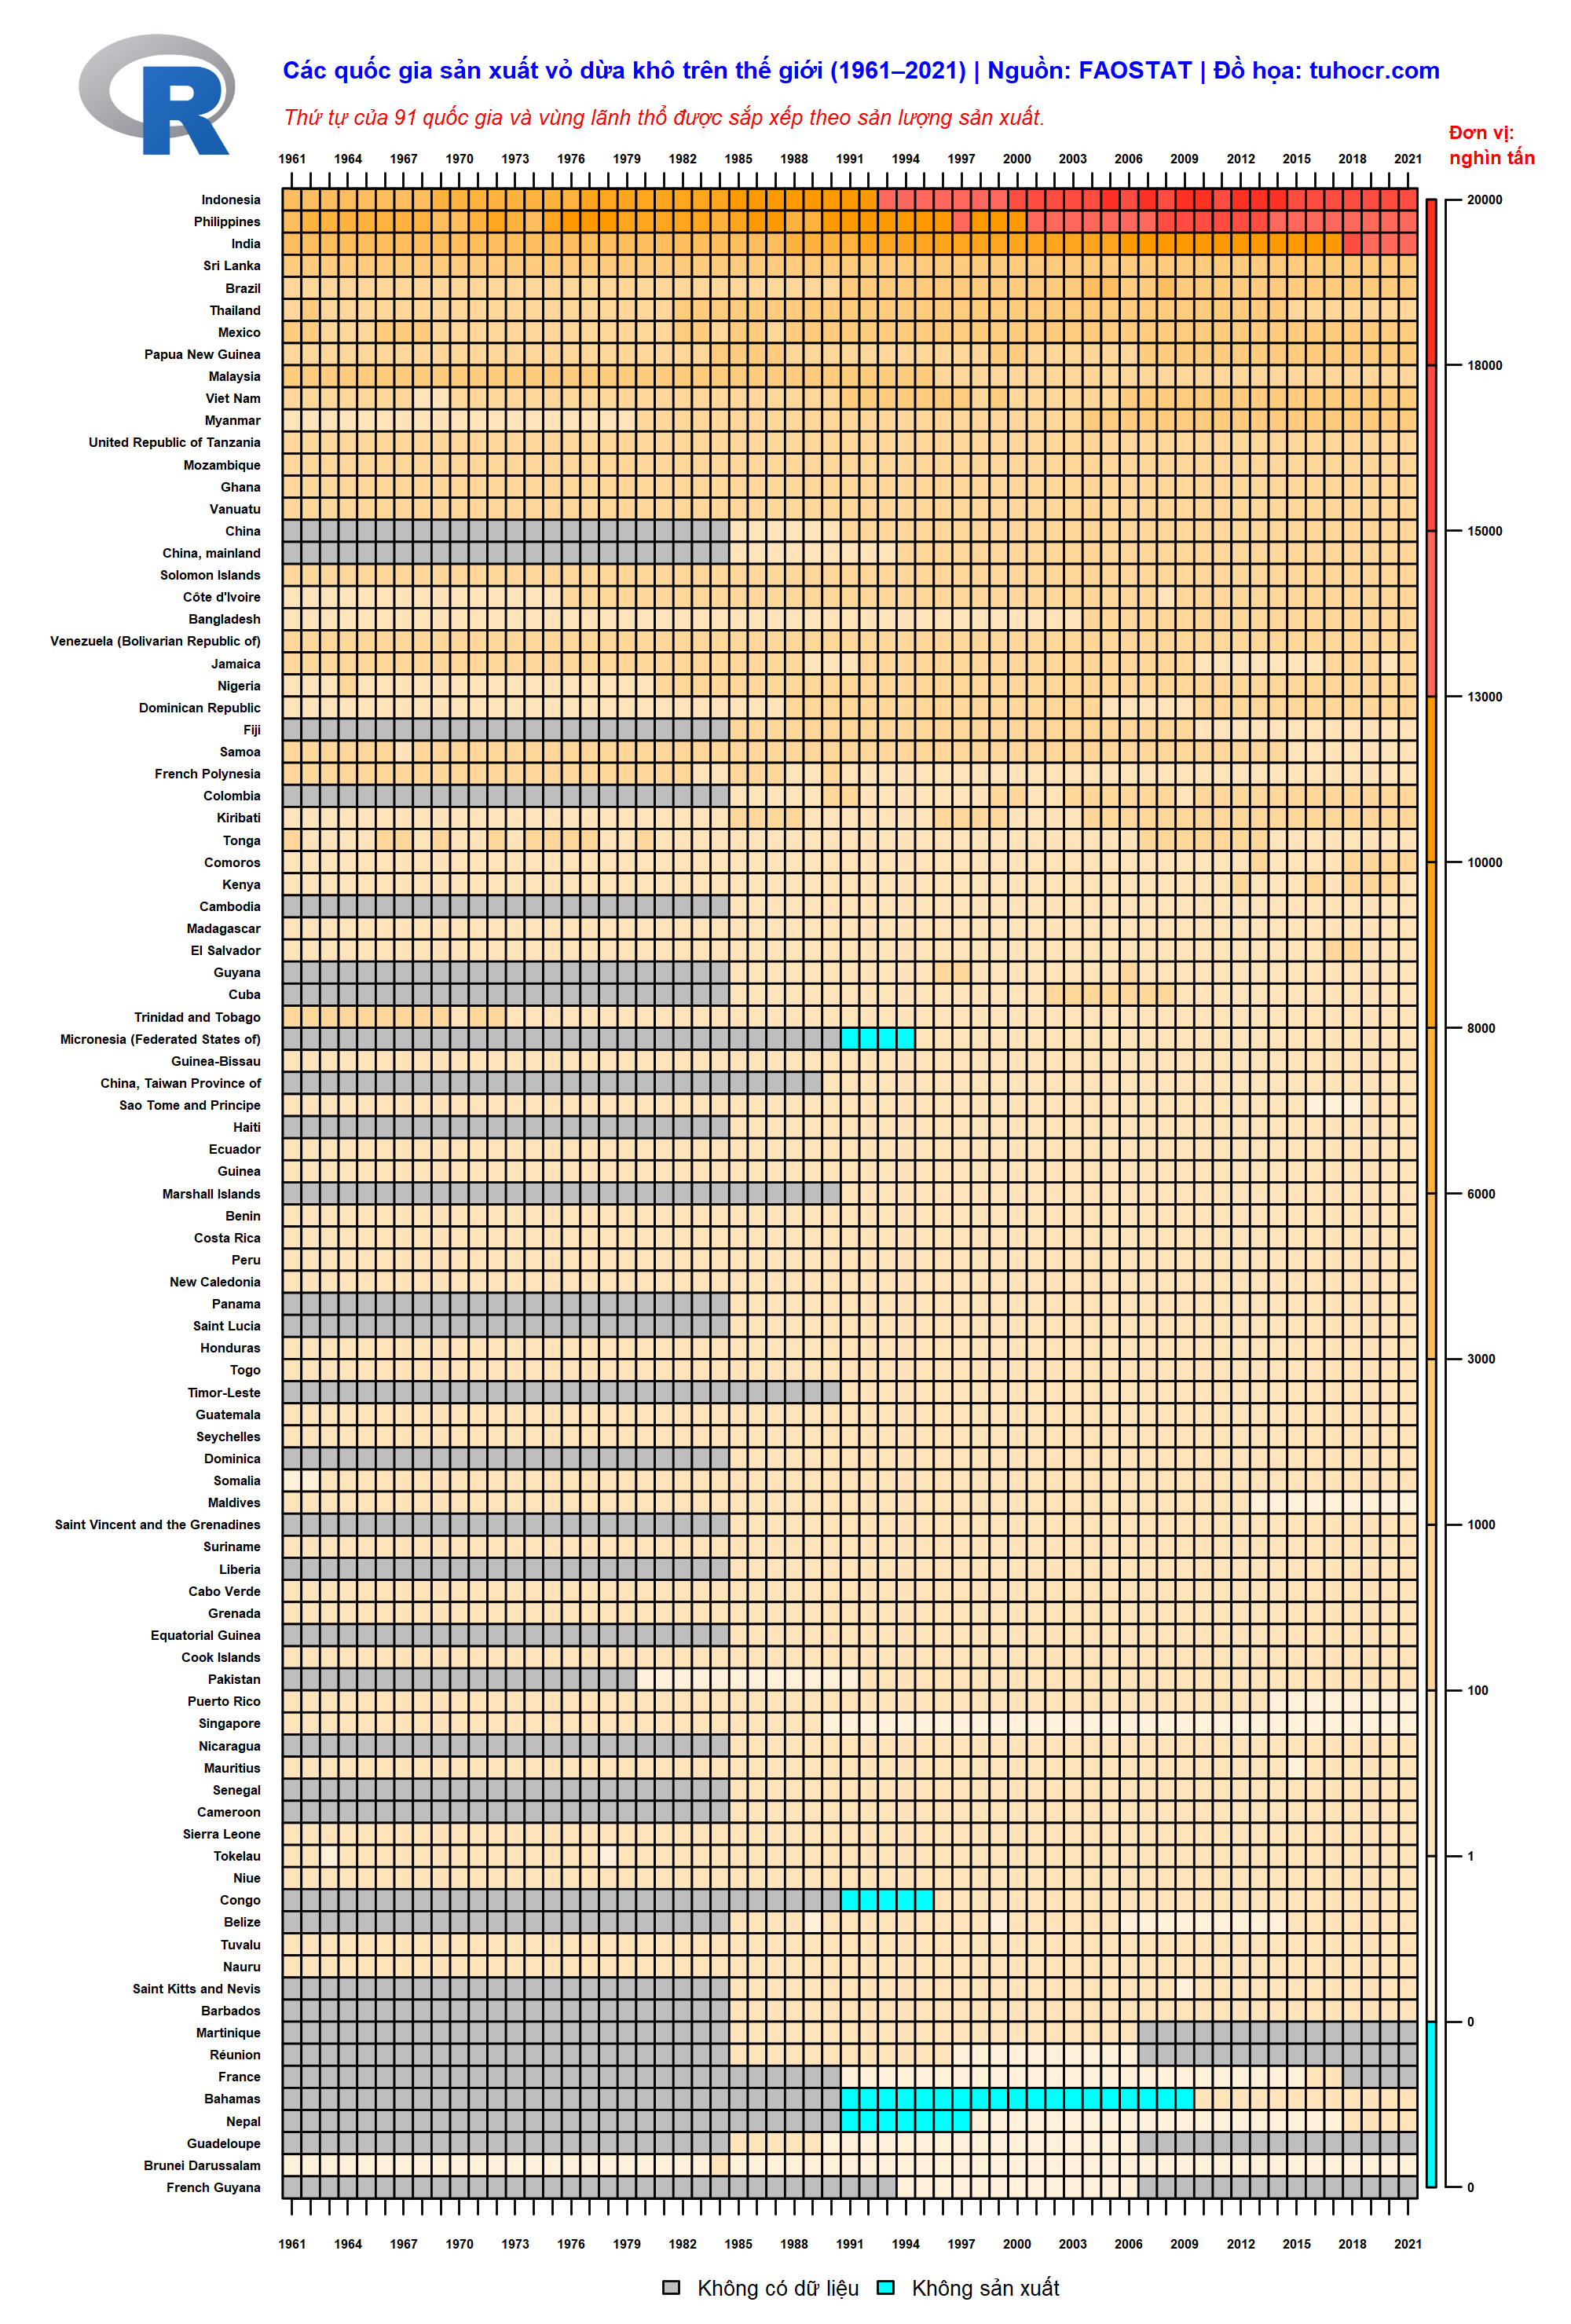 R
Các quốc gia sản xuất vỏ dừa khô trên thế giới (1961–2021) | Nguồn: FAOSTAT | Đồ họa: tuhocr.com
Thứ tự của 91 quốc gia và vùng lãnh thổ được sắp xếp theo sản lượng sản xuất.
Đơn vị:
nghìn tấn
1961 1964 1967 1970 1973 1976 1979 1982 1985 1988 1991 1994 1997 2000 2003 2006 2009 2012 2015 2018 2021
Indonesia
Philippines
India
Sri Lanka
Brazil
Thailand
Mexico
Papua New Guinea
Malaysia
Viet Nam
Myanmar
United Republic of Tanzania
Mozambique
Ghana
Vanuatu
China
China, mainland
Solomon Islands
Côte d'Ivoire
Bangladesh
Venezuela (Bolivarian Republic of)
Jamaica
Nigeria
Dominican Republic
Fiji
Samoa
French Polynesia
Colombia
Kiribati
Tonga
Comoros
Kenya
Cambodia
Madagascar
El Salvador
Guyana
Cuba
Trinidad and Tobago
Micronesia (Federated States of)
Guinea-Bissau
China, Taiwan Province of
Sao Tome and Principe
Haiti
Ecuador
Guinea
Marshall Islands
Benin
Costa Rica
Peru
New Caledonia
Panama
Saint Lucia
Honduras
Togo
Timor-Leste
Guatemala
Seychelles
Dominica
Somalia
Maldives
Saint Vincent and the Grenadines
Suriname
Liberia
Cabo Verde
Grenada
Equatorial Guinea
Cook Islands
Pakistan
Puerto Rico
Singapore
Nicaragua
Mauritius
Senegal
Cameroon
Sierra Leone
Tokelau
Niue
Congo
Belize
Tuvalu
Nauru
Saint Kitts and Nevis
Barbados
Martinique
Réunion
France
Bahamas
Nepal
Guadeloupe
Brunei Darussalam
French Guyana
20000
18000
15000
13000
10000
8000
6000
3000
1000
100
1
0
0
1961 1964 1967 1970 1973 1976 1979 1982 1985 1988 1991 1994 1997 2000 2003 2006 2009 2012 2015 2018 2021
Không có dữ liệu Không sản xuất